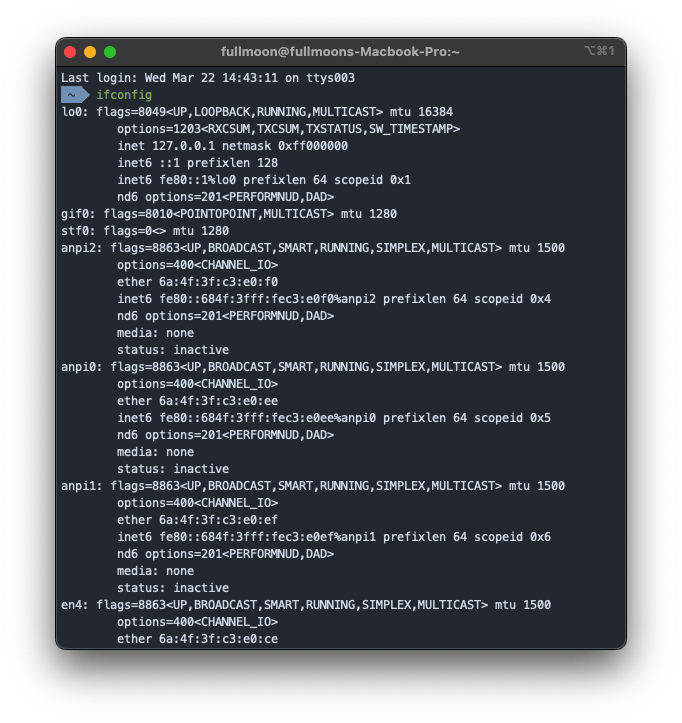 fullmoon@fullmoons-Macbook-Pro:~
⌥⌘1
Last login: Wed Mar 22 14:43:11 on ttys003
~ ifconfig
lo0: flags=8049<UP,LOOPBACK,RUNNING,MULTICAST> mtu 16384
options=1203<RXCSUM,TXCSUM,TXSTATUS,SW_TIMESTAMP>
inet 127.0.0.1 netmask 0xff000000
inet6 ::1 prefixlen 128
inet6 fe80::1%lo0 prefixlen 64 scopeid 0x1
nd6 options=201<PERFORMNUD,DAD>
gif0: flags=8010<POINTOPOINT,MULTICAST> mtu 1280
stf0: flags=0<> mtu 1280
anpi2: flags=8863<UP,BROADCAST,SMART,RUNNING,SIMPLEX,MULTICAST> mtu 1500
options=400<CHANNEL_IO>
ether 6a:4f:3f:c3:e0:f0
inet6 fe80::684f:3fff:fec3:e0f0%anpi2 prefixlen 64 scopeid 0x4
nd6 options=201<PERFORMNUD,DAD>
media: none
status: inactive
anpi0: flags=8863<UP,BROADCAST,SMART,RUNNING,SIMPLEX,MULTICAST> mtu 1500
options=400<CHANNEL_IO>
ether 6a:4f:3f:c3:e0:ee
inet6 fe80::684f:3fff:fec3:e0ee%anpi0 prefixlen 64 scopeid 0x5
nd6 options=201<PERFORMNUD,DAD>
media: none
status: inactive
anpi1: flags=8863<UP,BROADCAST,SMART,RUNNING,SIMPLEX,MULTICAST> mtu 1500
options=400<CHANNEL_IO>
ether 6a:4f:3f:c3:e0:ef
inet6 fe80::684f:3fff:fec3:e0ef%anpi1 prefixlen 64 scopeid 0x6
nd6 options=201<PERFORMNUD,DAD>
media: none
status: inactive
en4: flags=8863<UP,BROADCAST,SMART,RUNNING,SIMPLEX,MULTICAST> mtu 1500
options=400<CHANNEL_IO>
ether 6a:4f:3f:c3:e0:ce